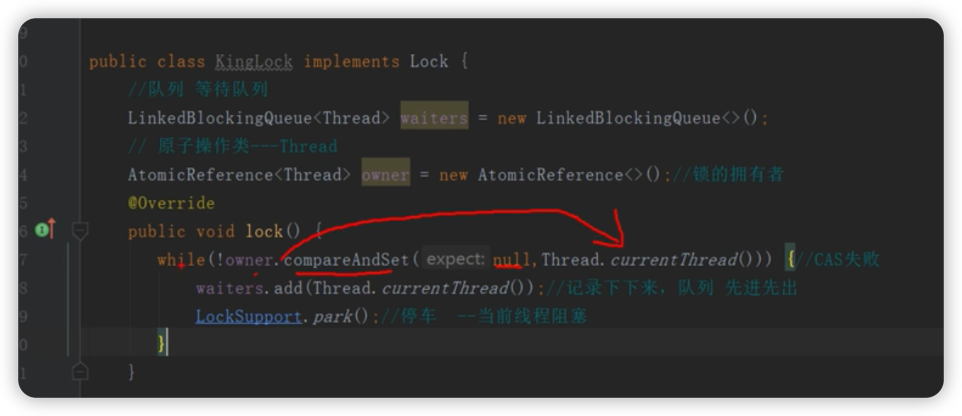 public class KingLock implements Lock {
//队列 等待队列
LinkedBlockingQueue<Thread> waiters = new LinkedBlockingQueue<>();
// 原子操作类---Thread
AtomicReference<Thread> owner = new AtomicReference<>();//锁的拥有者
@Override
public void lock() {
while(!owner.compareAndSet( expect: null,Thread.currentThread())) {//CAS失败
waiters.add(Thread.currentThread());//记录下下来，队列 先进先出
LockSupport.park();//停车 --当前线程阻塞
}
}